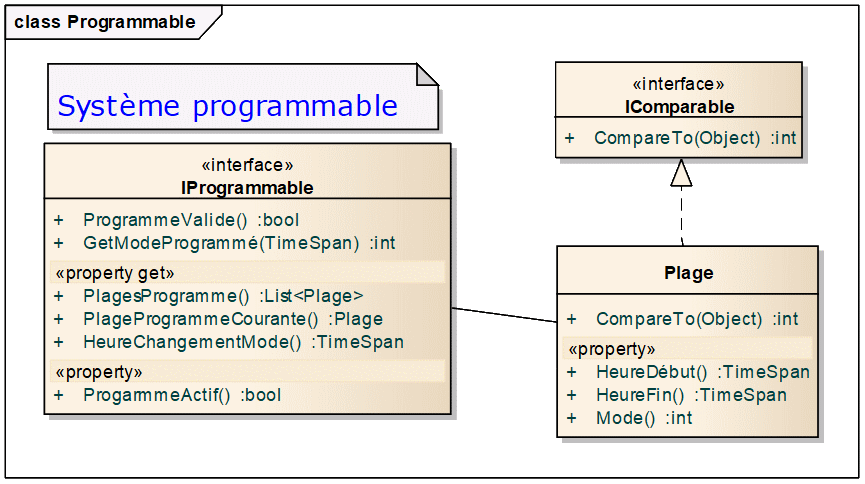 class Programmable
Système programmable
«interface»
IProgrammable
+ ProgrammeValide() :bool
+ GetModeProgrammé(TimeSpan) :int
«property get»
+ PlagesProgramme() :List<Plage>
+ PlageProgrammeCourante() :Plage
+ HeureChangementMode() :TimeSpan
«property»
+ ProgarmmeActif() :bool
«interface»
IComparable
+ CompareTo(Object) :int
Plage
+ CompareTo(Object) :int
«property»
+ HeureDébut() :TimeSpan
+ HeureFin() :TimeSpan
+ Mode() :int